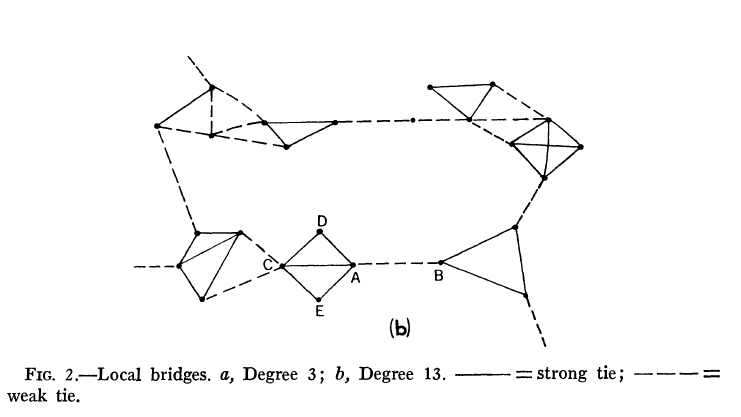 D
C
A
B
E
(b)
FIG. 2.—Local bridges. a, Degree 3; b, Degree 13. ——— = strong tie; — — — =
weak tie.